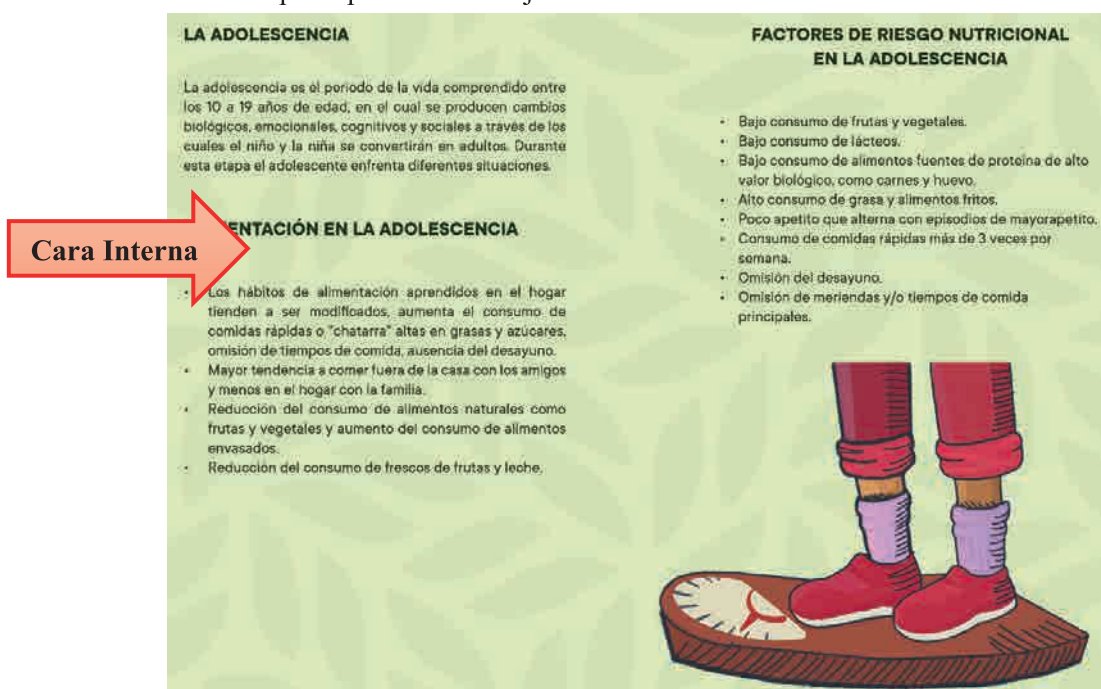 LA ADOLESCENCIA
La adolescencia es el periodo de la vida comprendido entre
los 10 a 19 años de edad, en el cual se producen cambios
biológicos, emocionales, cognitivos y sociales a través de los
cuales el niño y la niña se convertirán en adultos. Durante
esta etapa el adolescente enfrenta diferentes situaciones.
Cara Interna
ENTACIÓN EN LA ADOLESCENCIA
• Los hábitos de alimentación aprendidos en el hogar
tienden a ser modificados, aumenta el consumo de
comidas rápidas o "chatarra" altas en grasas y azúcares,
omisión de tiempos de comida, ausencia del desayuno.
• Mayor tendencia a comer fuera de la casa con los amigos
y menos en el hogar con la familia.
• Reducción del consumo de alimentos naturales como
frutas y vegetales y aumento del consumo de alimentos
envasados.
• Reducción del consumo de frescos de frutas y leche.
FACTORES DE RIESGO NUTRICIONAL
EN LA ADOLESCENCIA
• Bajo consumo de frutas y vegetales.
• Bajo consumo de lácteos.
• Bajo consumo de alimentos fuentes de proteína de alto
valor biológico, como carnes y huevo.
• Alto consumo de grasa y alimentos fritos.
• Poco apetito que alterna con episodios de mayorapetito.
• Consumo de comidas rápidas más de 3 veces por
semana.
• Omisión del desayuno.
• Omisión de meriendas y/o tiempos de comida
principales.